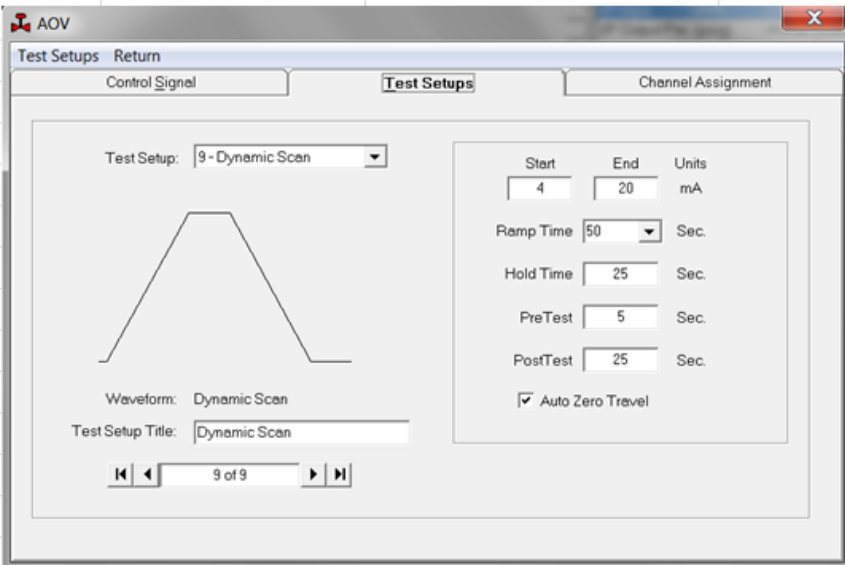 AOV
Test Setups Return
Control Signal
Test Setups
Channel Assignment
Test Setup: 9 - Dynamic Scan
Waveform: Dynamic Scan
Test Setup Title: Dynamic Scan
9 of 9
Start End Units
4 20 mA
Ramp Time 50 Sec.
Hold Time 25 Sec.
PreTest 5 Sec.
PostTest 25 Sec.
Auto Zero Travel